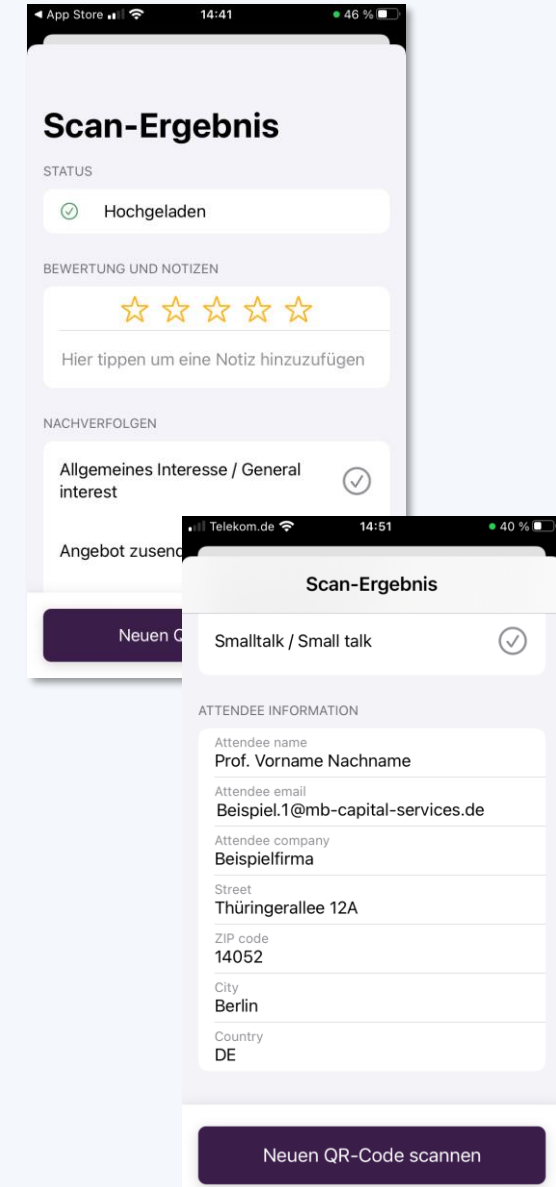 App Store
14:41
46 %
Scan-Ergebnis
STATUS
Hochgeladen
BEWERTUNG UND NOTIZEN
Hier tippen um eine Notiz hinzuzufügen
NACHVERFOLGEN
Allgemeines Interesse / General
interest
Angebot zusend
Neuen Q
Telekom.de
14:51
40 %
Scan-Ergebnis
Smalltalk / Small talk
ATTENDEE INFORMATION
Attendee name
Prof. Vorname Nachname
Attendee email
Beispiel.1@mb-capital-services.de
Attendee company
Beispielfirma
Street
Thüringerallee 12A
ZIP code
14052
City
Berlin
Country
DE
Neuen QR-Code scannen